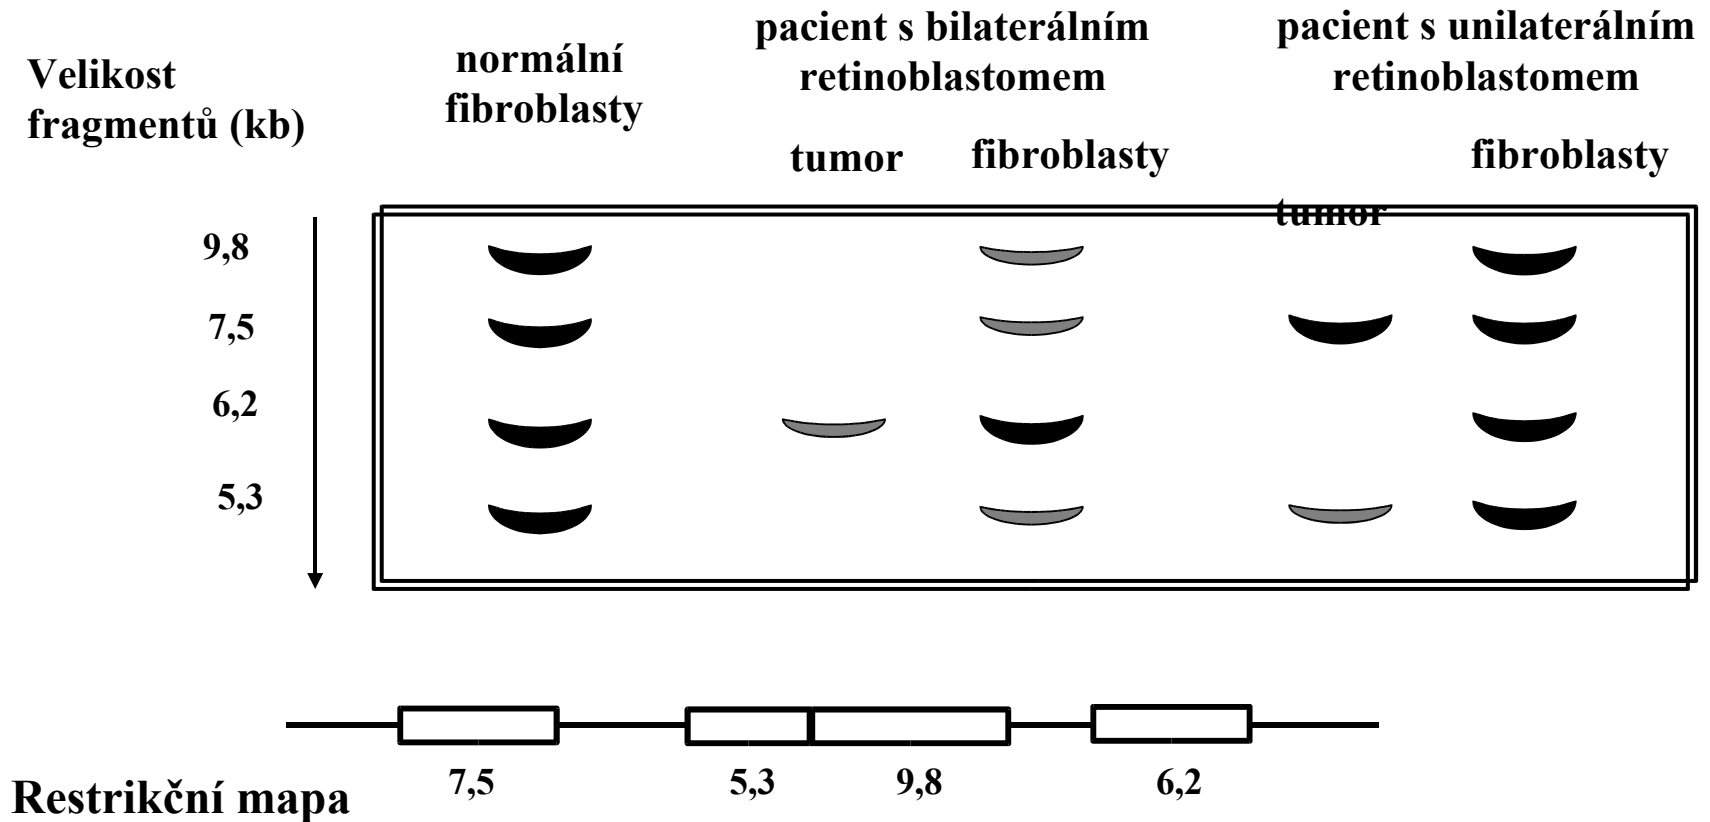 Velikost
fragmentů (kb)
normální
fibroblasty
pacient s bilaterálním
retinoblastomem
tumor
fibroblasty
pacient s unilaterálním
retinoblastomem
tumor
fibroblasty
9,8
7,5
6,2
5,3
7,5
5,3
9,8
6,2
Restrikční mapa